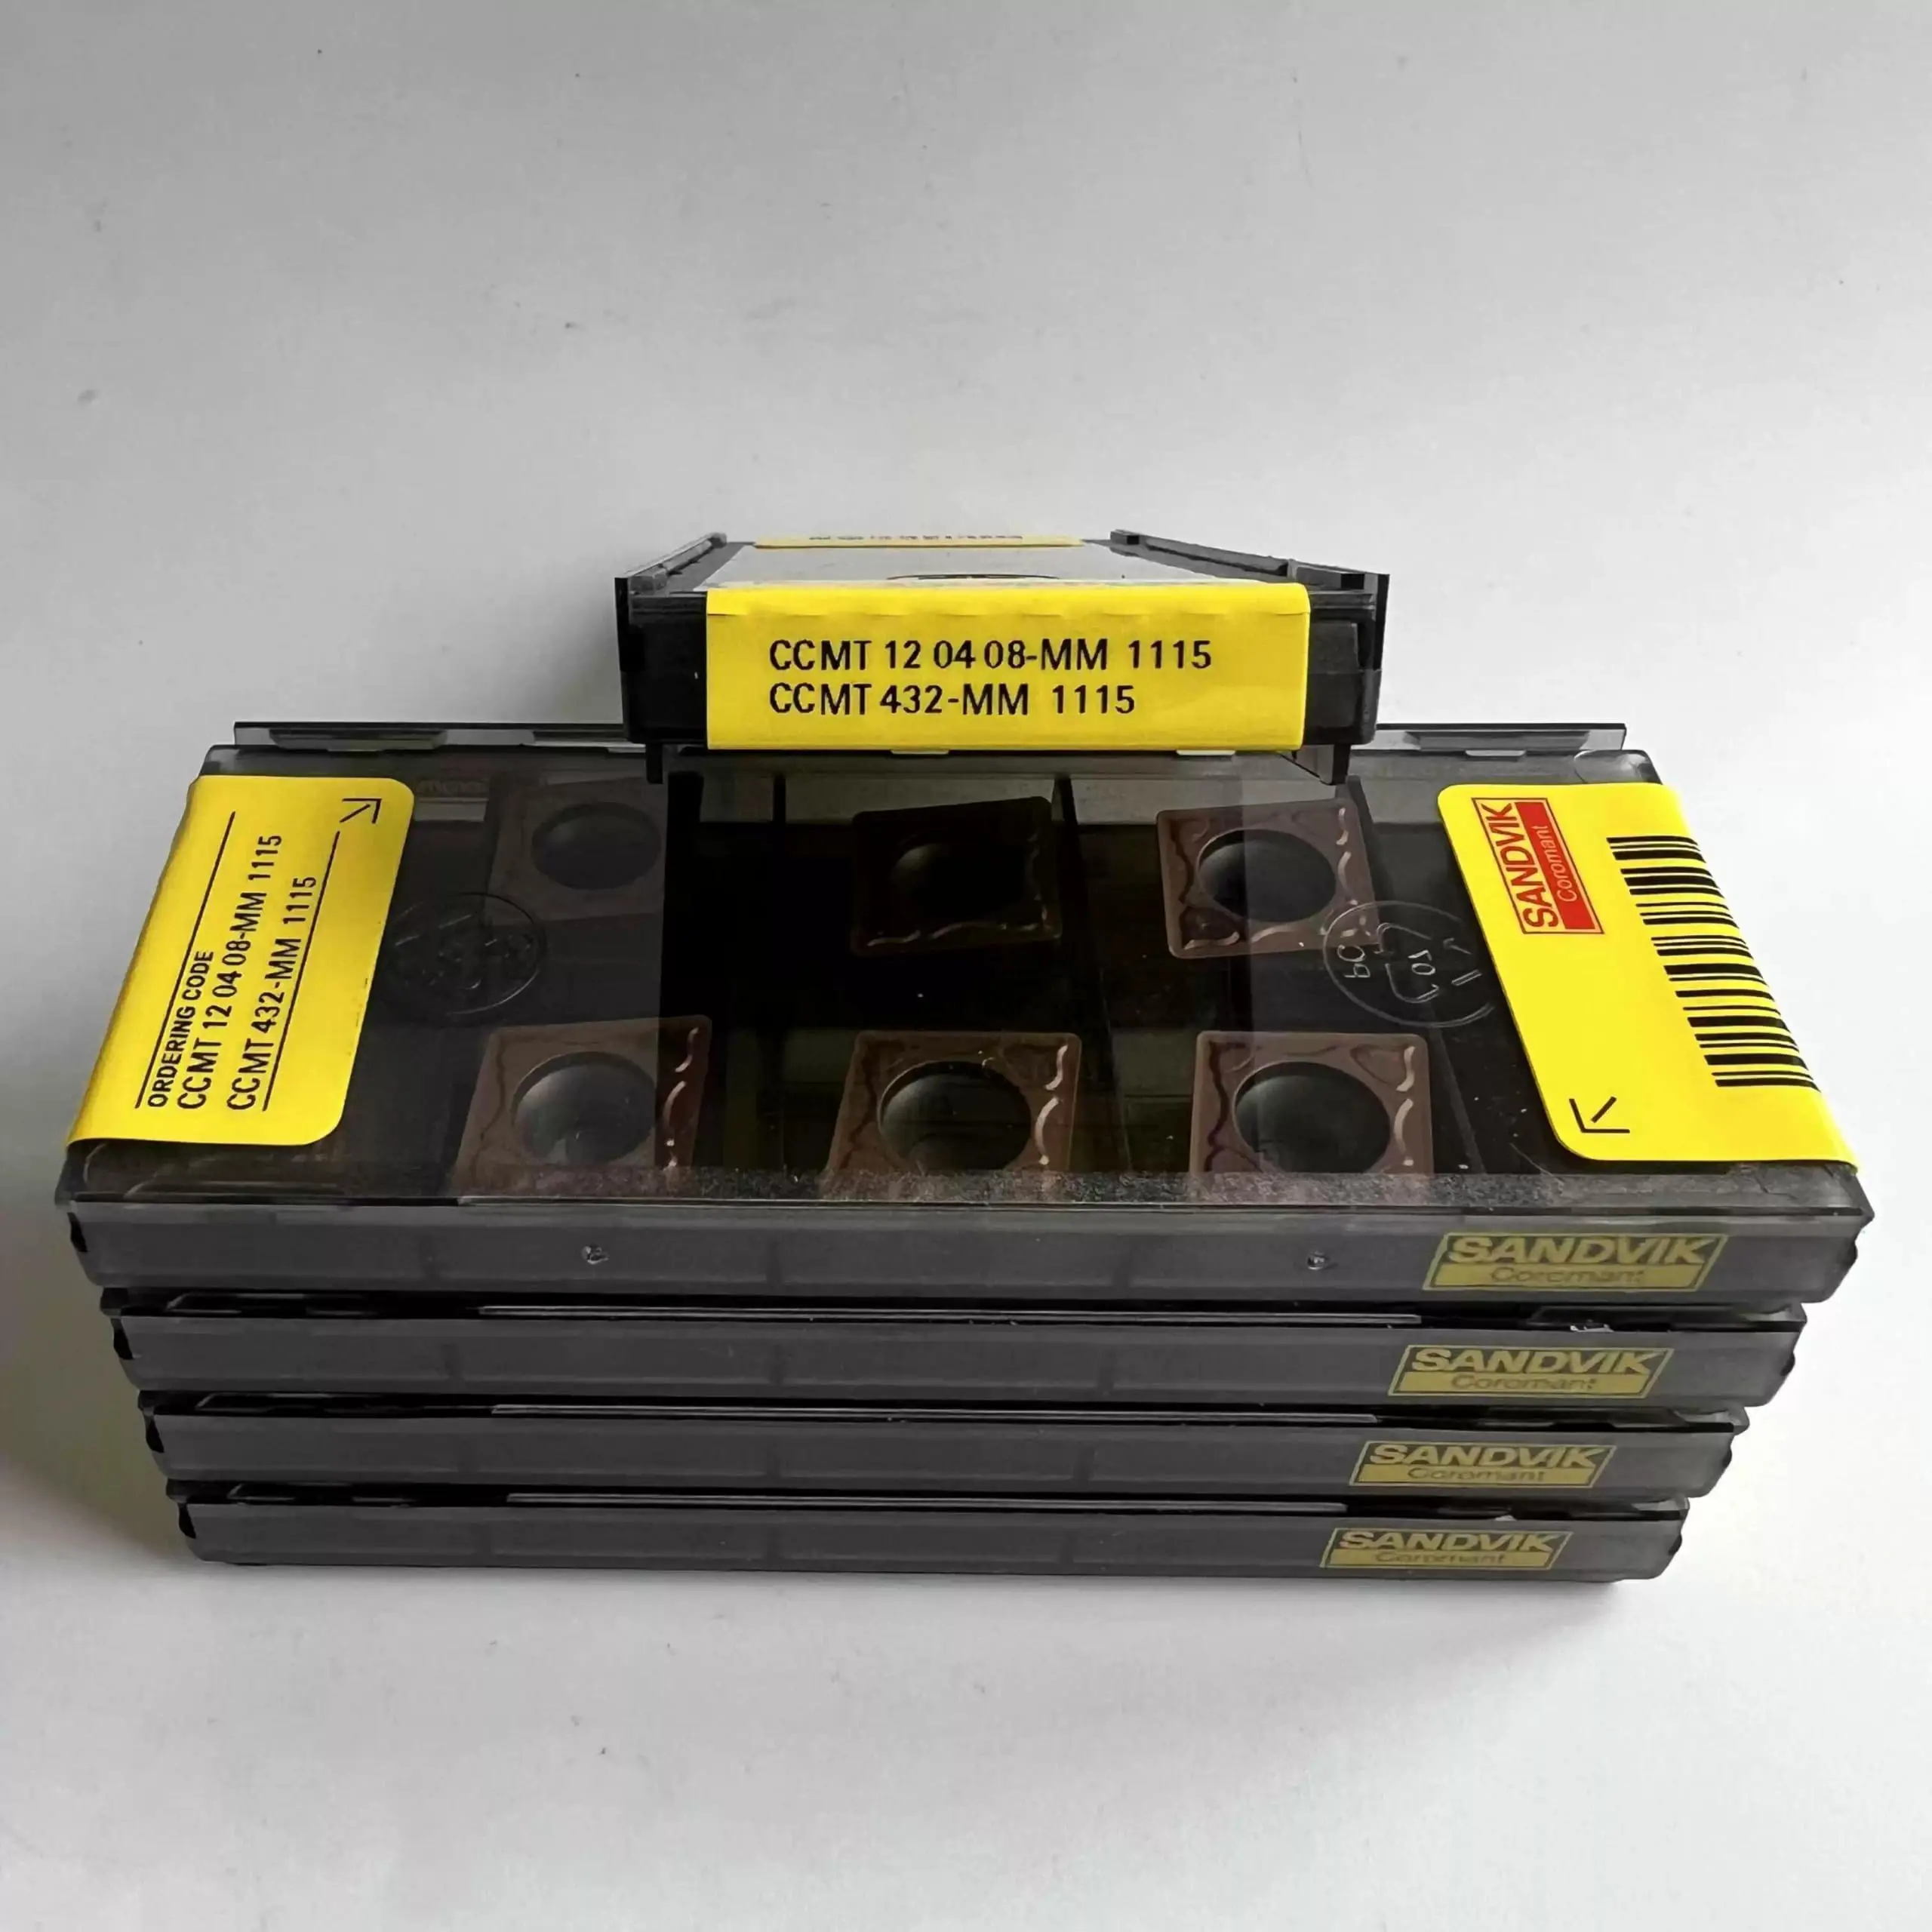 CCMT 12 04 08-MM 1115
CCMT 432-MM 1115
ORDERING CODE
CCMT 12 04 08-MM 1115
CCMT 432-MM 1115
SANDVIK
Coromant
SANDVIK
Coromant
SANDVIK
Coromant
SANDVIK
Coromant
SANDVIK
Coromant